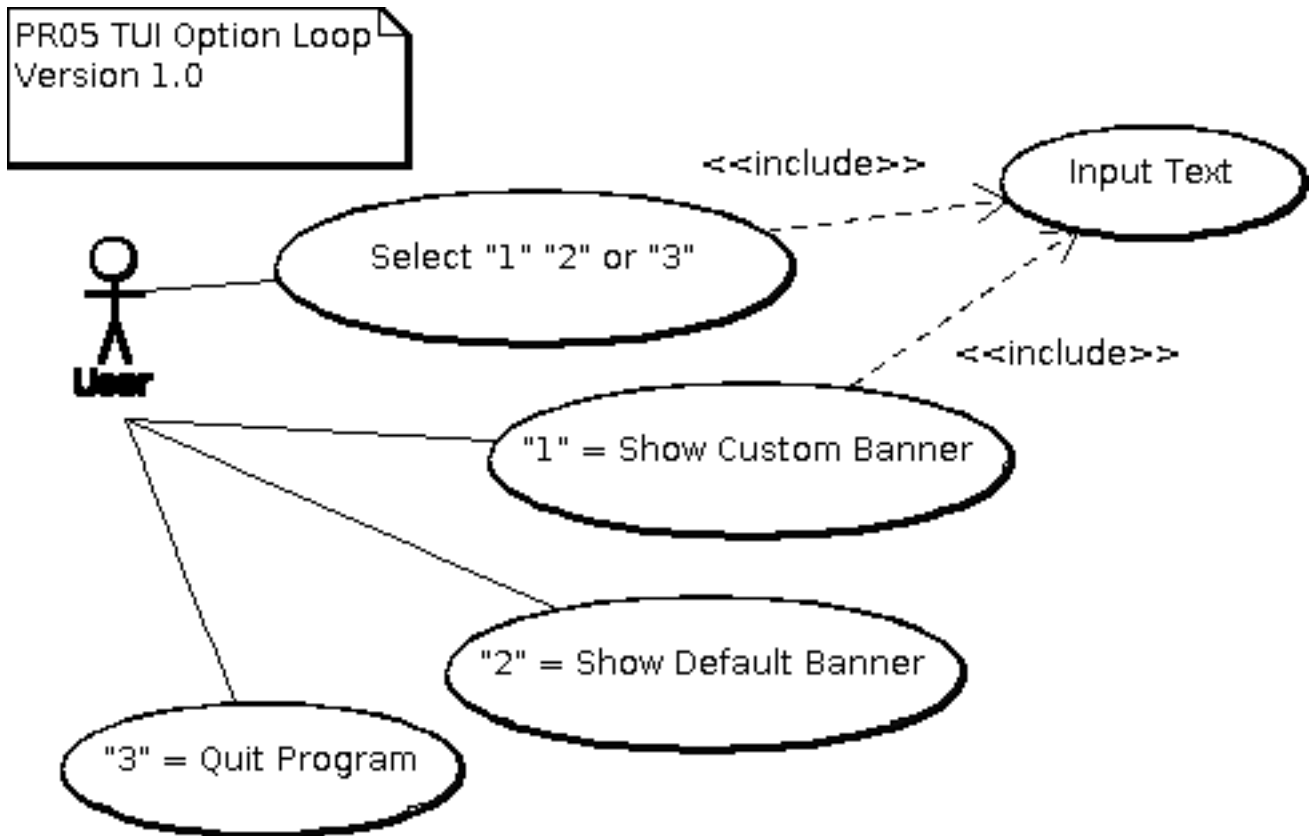 PR05 TUI Option Loop
Version 1.0
<<include>>
Input Text
Select "1" "2" or "3"
User
<<include>>
"1" = Show Custom Banner
"2" = Show Default Banner
"3" = Quit Program